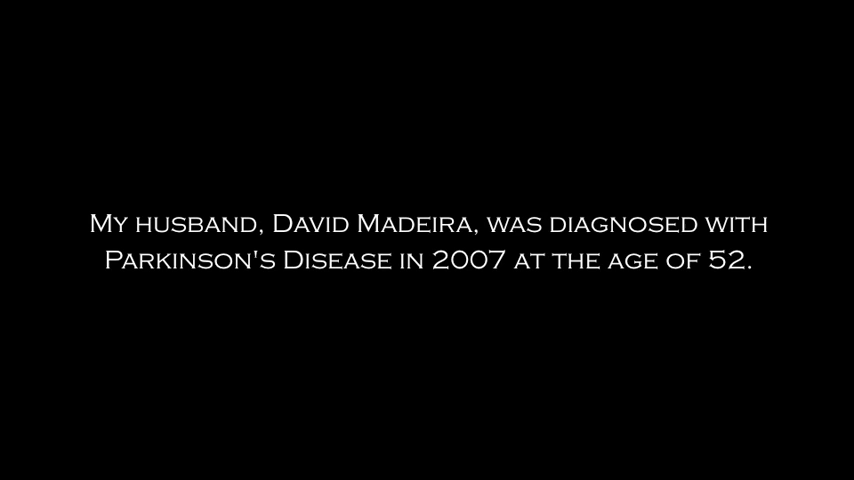 My husband, David Madeira, was diagnosed with
Parkinson's Disease in 2007 at the age of 52.